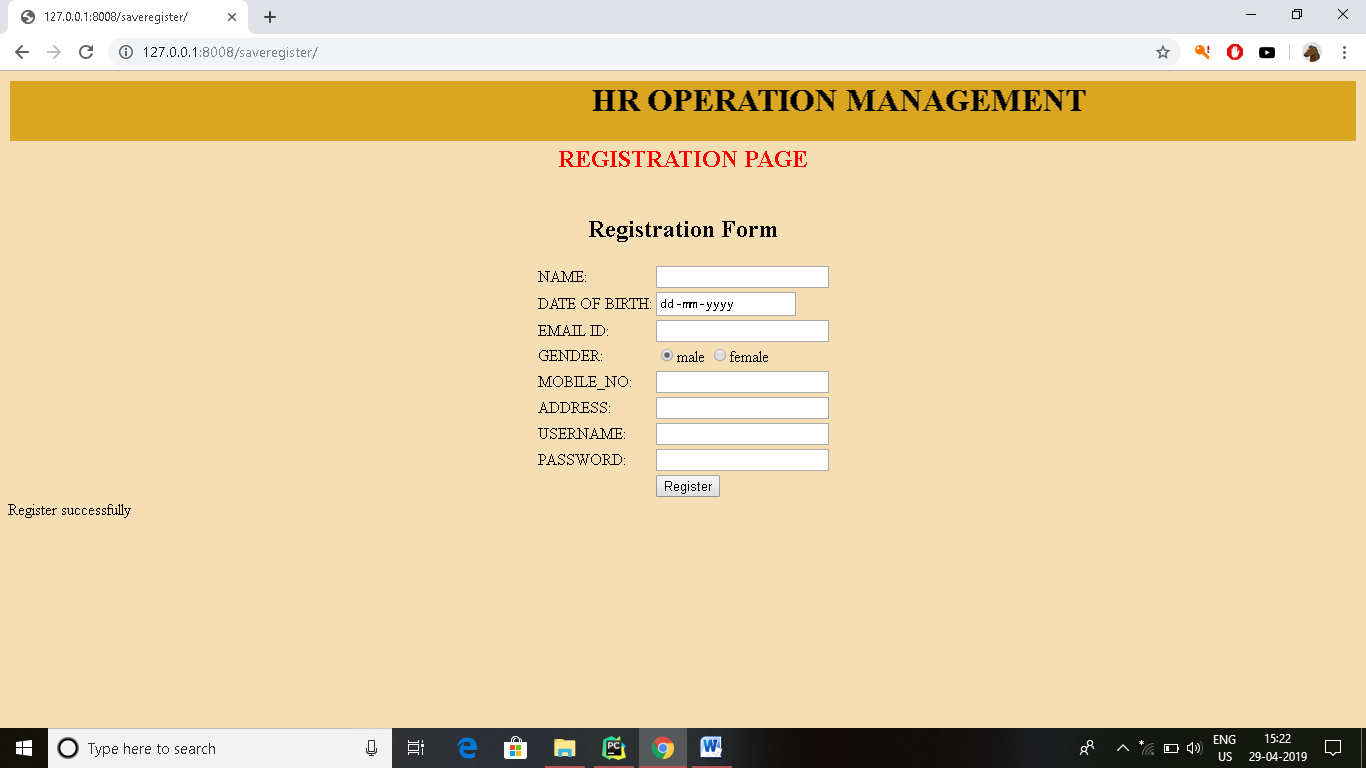 127.0.0.1:8008/saveregister/
127.0.0.1:8008/saveregister/
HR OPERATION MANAGEMENT
REGISTRATION PAGE
Registration Form
NAME:
DATE OF BIRTH: dd-mm-yyyy
EMAIL ID:
GENDER: male female
MOBILE_NO:
ADDRESS:
USERNAME:
PASSWORD:
Register
Register successfully
Type here to search
PC
W
ENG
US
15:22
29-04-2019